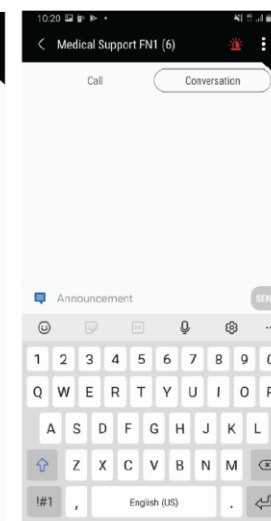 10:20
Medical Support FN1 (6)
Call Conversation
Announcement SEN
1 2 3 4 5 6 7 8 9 0
Q W E R T Y U I O P
A S D F G H J K L
Z X C V B N M
!#1 , English (US) .